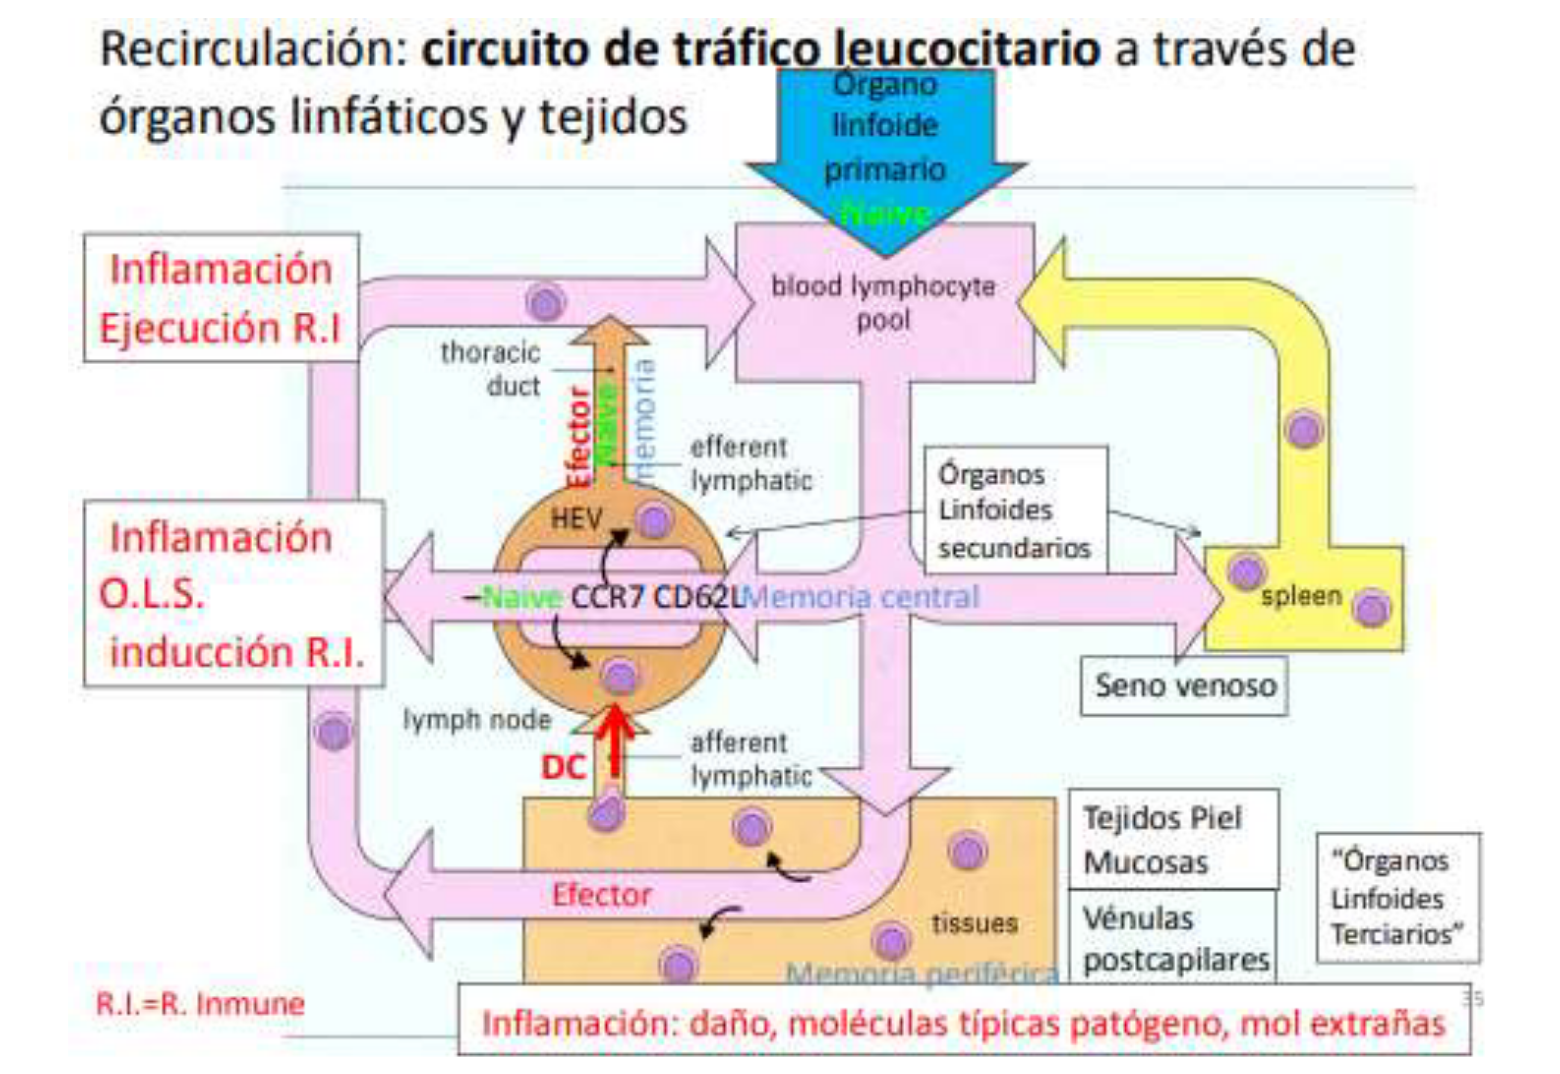 Recirculación: circuito de tráfico leucocitario a través de
órganos linfáticos y tejidos
Órgano
linfoide
primario
Naive
Inflamación
Ejecución R.I
blood lymphocyte
pool
thoracic
duct
Efector
Naive
memoria
efferent
lymphatic
Órganos
Linfoides
secundarios
HEV
Inflamación
O.L.S.
inducción R.I.
–Naive CCR7 CD62L Memoria central
spleen
Seno venoso
lymph node
DC
afferent
lymphatic
Tejidos Piel
Mucosas
Vénulas
postcapilares
"Órganos
Linfoides
Terciarios"
Efector
tissues
Memoria periférica
R.I.=R. Inmune
Inflamación: daño, moléculas típicas patógeno, mol extrañas
35